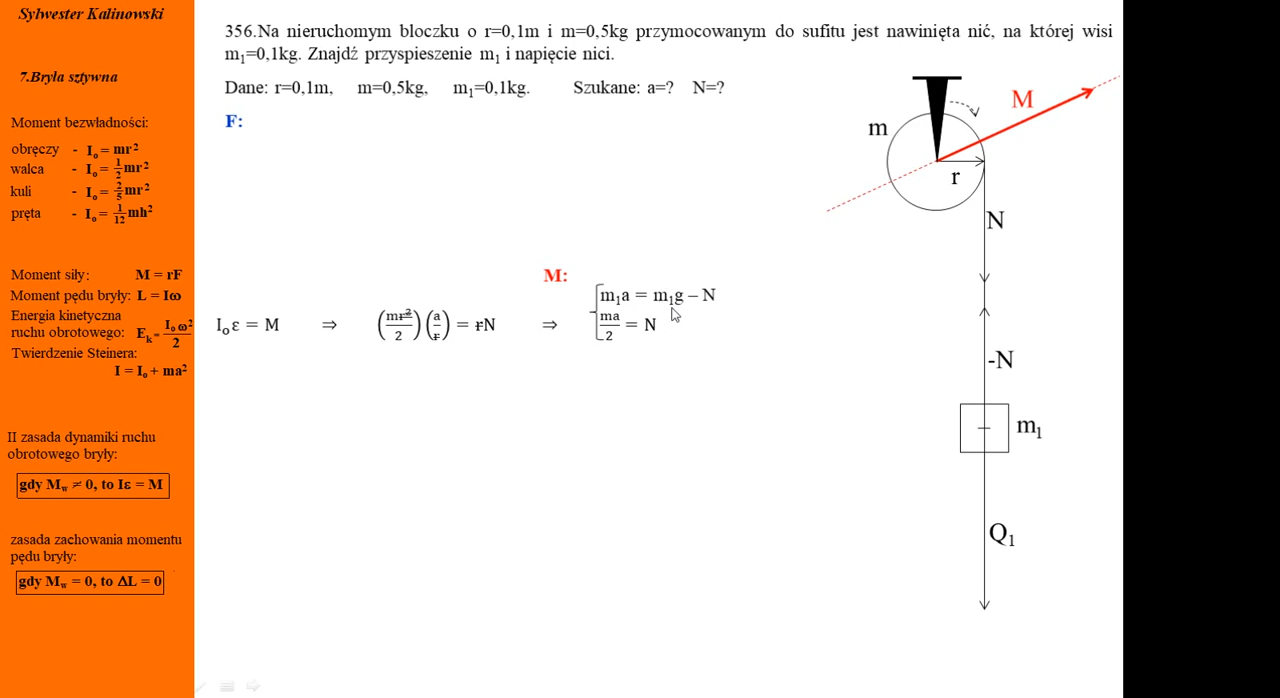 Sylwester Kalinowski
7.Bryła sztywna
Moment bezwładności:
obręczy - I₀ = mr²
walca - I₀ = 1/2 mr²
kuli - I₀ = 2/5 mr²
pręta - I₀ = 1/12 mh²
Moment siły: M = rF
Moment pędu bryły: L = Iω
Energia kinetyczna
ruchu obrotowego: Eₖ = I₀ω²/2
Twierdzenie Steinera:
I = I₀ + ma²
II zasada dynamiki ruchu
obrotowego bryły:
gdy M_w ≠ 0, to Iε = M
zasada zachowania momentu
pędu bryły:
gdy M_w = 0, to ΔL = 0
356.Na nieruchomym bloczku o r=0,1m i m=0,5kg przymocowanym do sufitu jest nawinięta nić, na której wisi
m₁=0,1kg. Znajdź przyspieszenie m₁ i napięcie nici.
Dane: r=0,1m, m=0,5kg, m₁=0,1kg. Szukane: a=? N=?
F:
M:
I₀ε = M ⇒ (mr²/2)(a/r) = rN ⇒
m₁a = m₁g – N
ma/2 = N
M
m
r
N
-N
m₁
Q₁